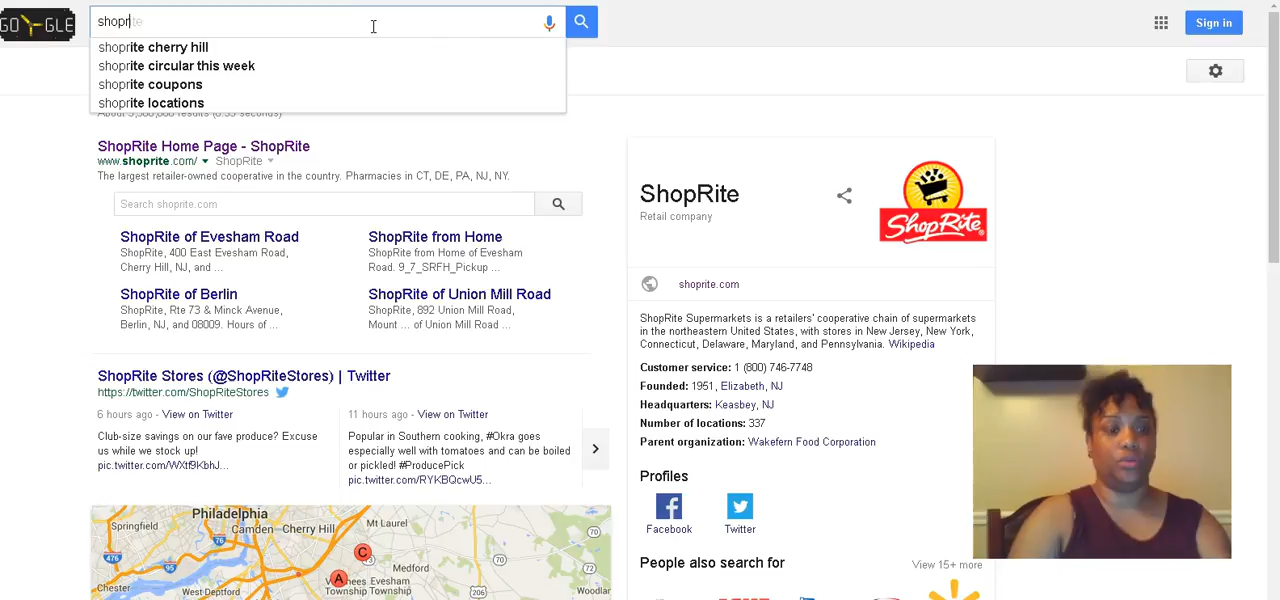 GO GLE
shoprite
Sign in
shoprite cherry hill
shoprite circular this week
shoprite coupons
shoprite locations
ShopRite Home Page - ShopRite
www.shoprite.com/ ShopRite
The largest retailer-owned cooperative in the country. Pharmacies in CT, DE, PA, NJ, NY.
Search shoprite.com
ShopRite of Evesham Road
ShopRite, 400 East Evesham Road,
Cherry Hill, NJ, and ...
ShopRite from Home
ShopRite from Home of Evesham
Road. 9_7_SRFH_Pickup ...
ShopRite of Berlin
ShopRite, Rte 73 & Minck Avenue,
Berlin, NJ, and 08009. Hours of ...
ShopRite of Union Mill Road
ShopRite, 892 Union Mill Road,
Mount ... of Union Mill Road ...
ShopRite Stores (@ShopRiteStores) | Twitter
https://twitter.com/ShopRiteStores
6 hours ago - View on Twitter
Club-size savings on our fave produce? Excuse
us while we stock up!
pic.twitter.com/WXtf9KbhJ...
11 hours ago - View on Twitter
Popular in Southern cooking, #Okra goes
especially well with tomatoes and can be boiled
or pickled! #ProducePick
pic.twitter.com/RYKBQcwU5...
Springfield
Philadelphia
Camden
Cherry Hill
Mt Laurel
70
476
95
76
295
C
70
Medford
A
Evesham
Township
Township
Chester
West Deptford
206
72
ShopRite
Retail company
ShopRite
shoprite.com
ShopRite Supermarkets is a retailers' cooperative chain of supermarkets
in the northeastern United States, with stores in New Jersey, New York,
Connecticut, Delaware, Maryland, and Pennsylvania. Wikipedia
Customer service: 1 (800) 746-7748
Founded: 1951, Elizabeth, NJ
Headquarters: Keasbey, NJ
Number of locations: 337
Parent organization: Wakefern Food Corporation
Profiles
Facebook
Twitter
People also search for
View 15+ more